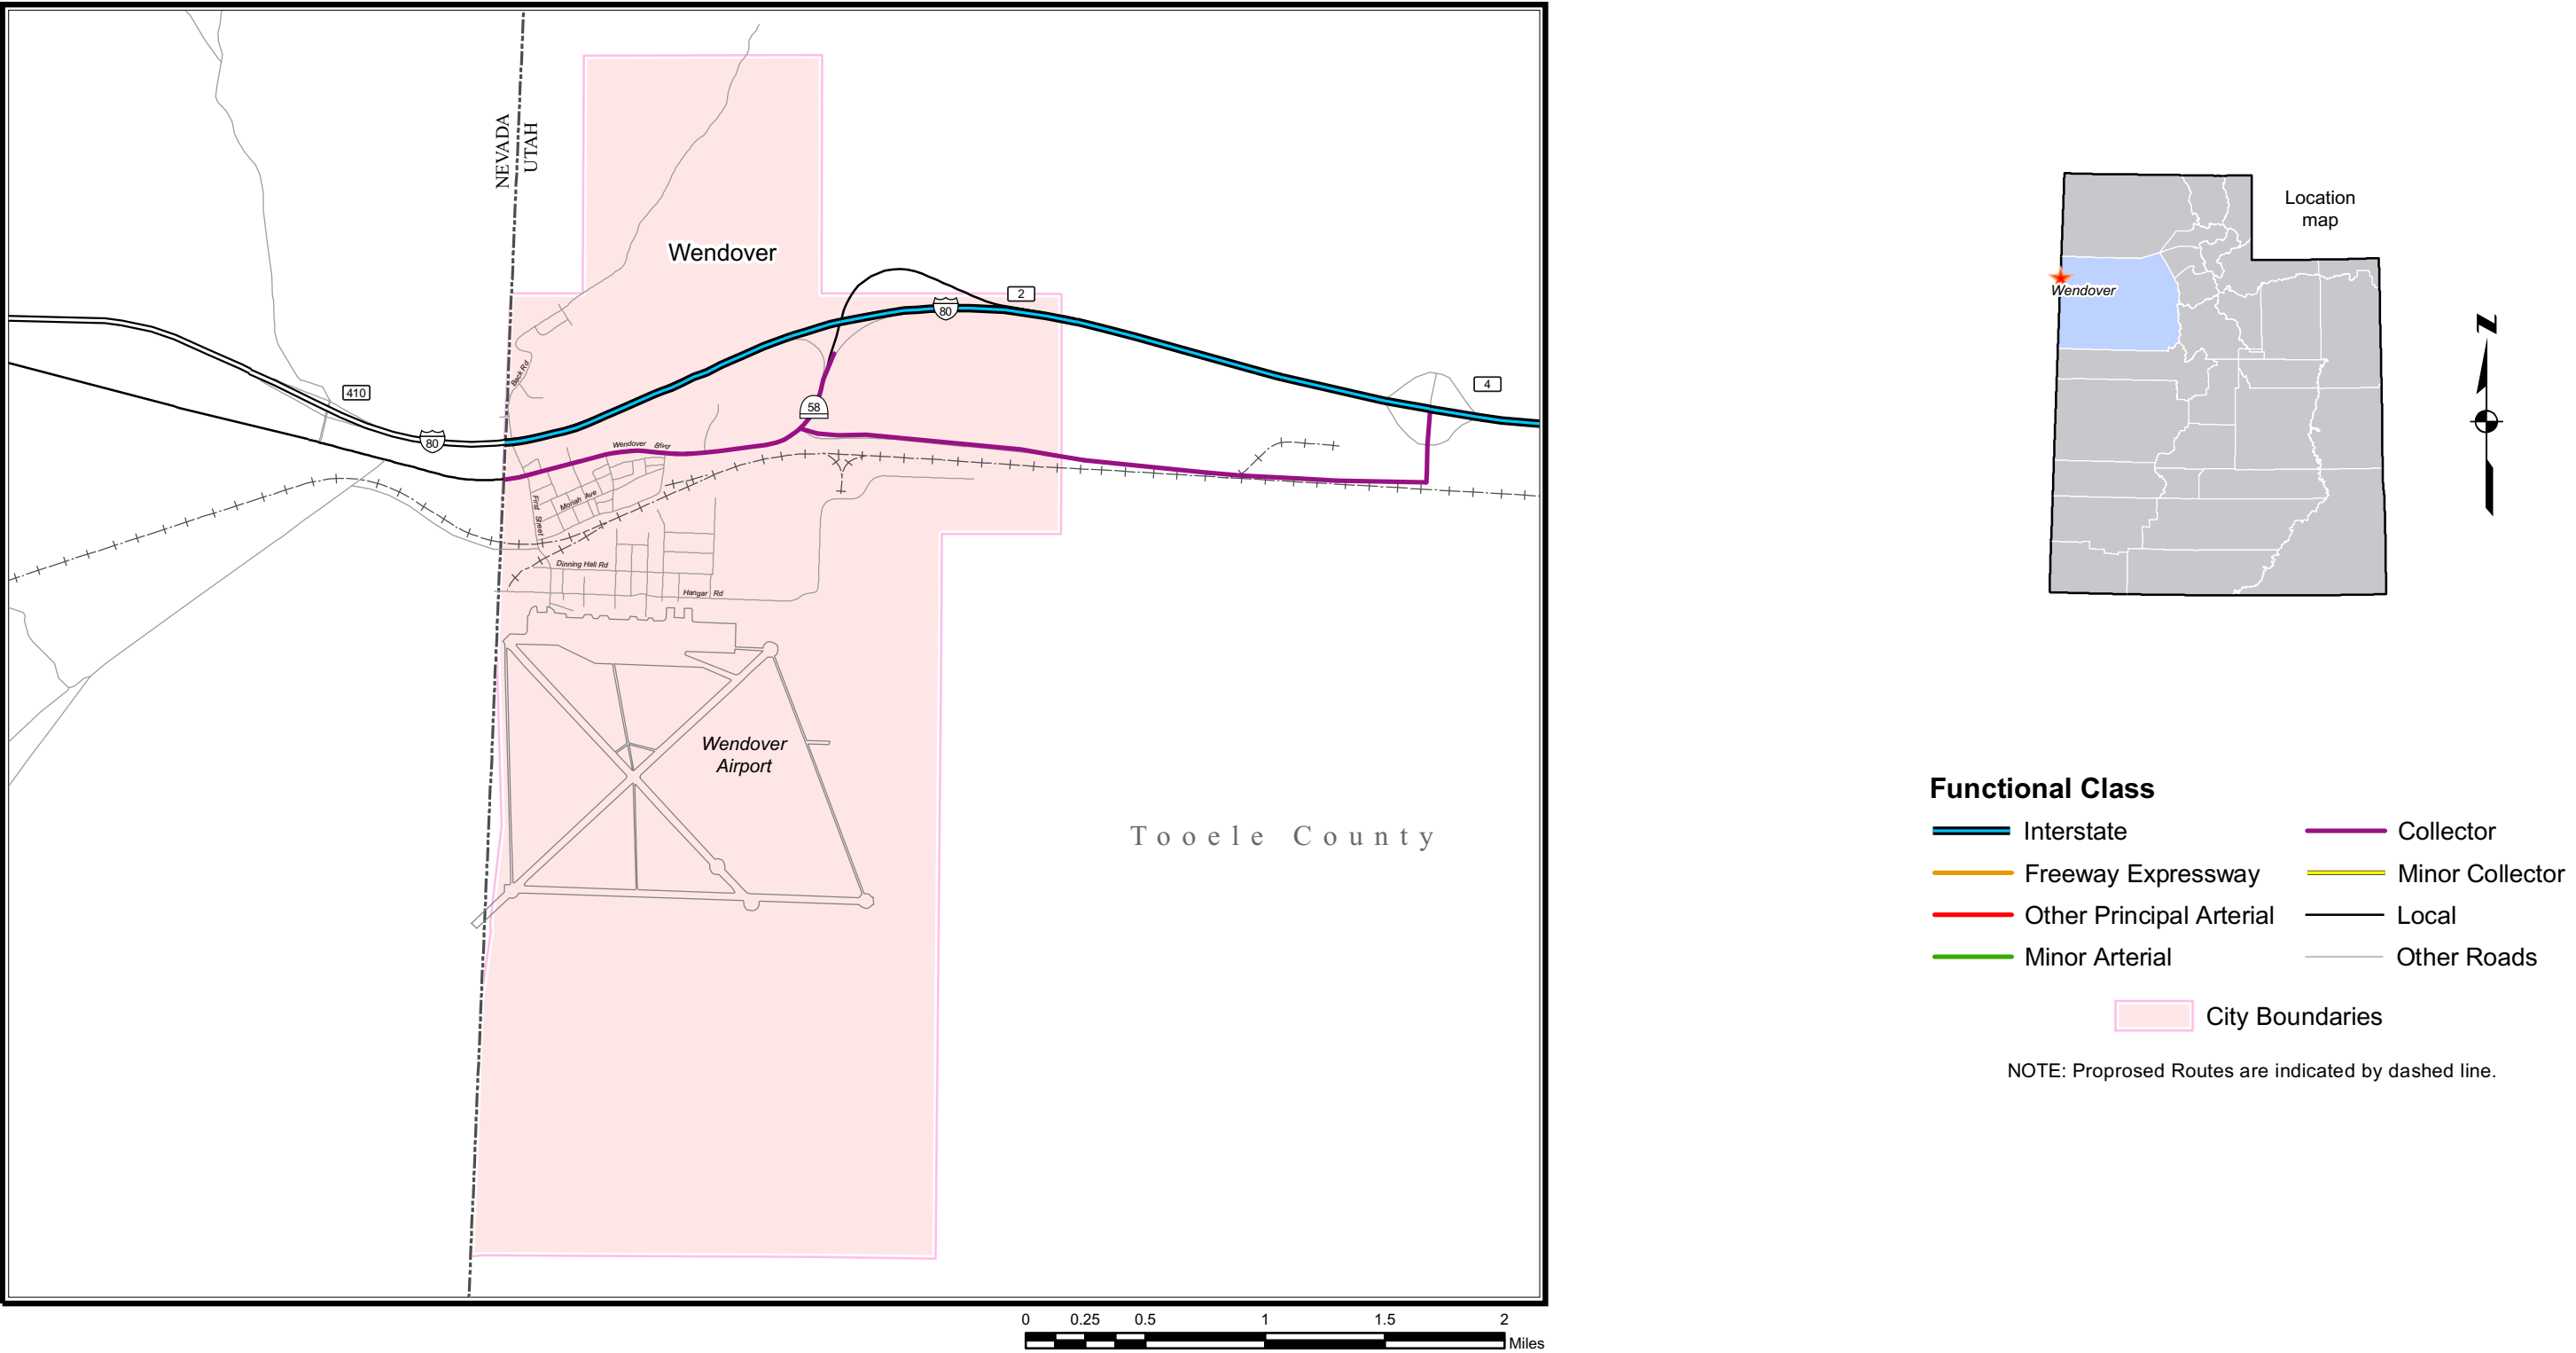 NEVADA
UTAH
Wendover
2
80
4
410
58
80
Back Rd
Wendover Blvd
First Street
Moriah Ave
Dinning Hall Rd
Hangar Rd
Wendover
Airport
Tooele County
0 0.25 0.5 1 1.5 2
Miles
Location
map
Wendover
N
Functional Class
Interstate
Freeway Expressway
Other Principal Arterial
Minor Arterial
Collector
Minor Collector
Local
Other Roads
City Boundaries
NOTE: Proprosed Routes are indicated by dashed line.